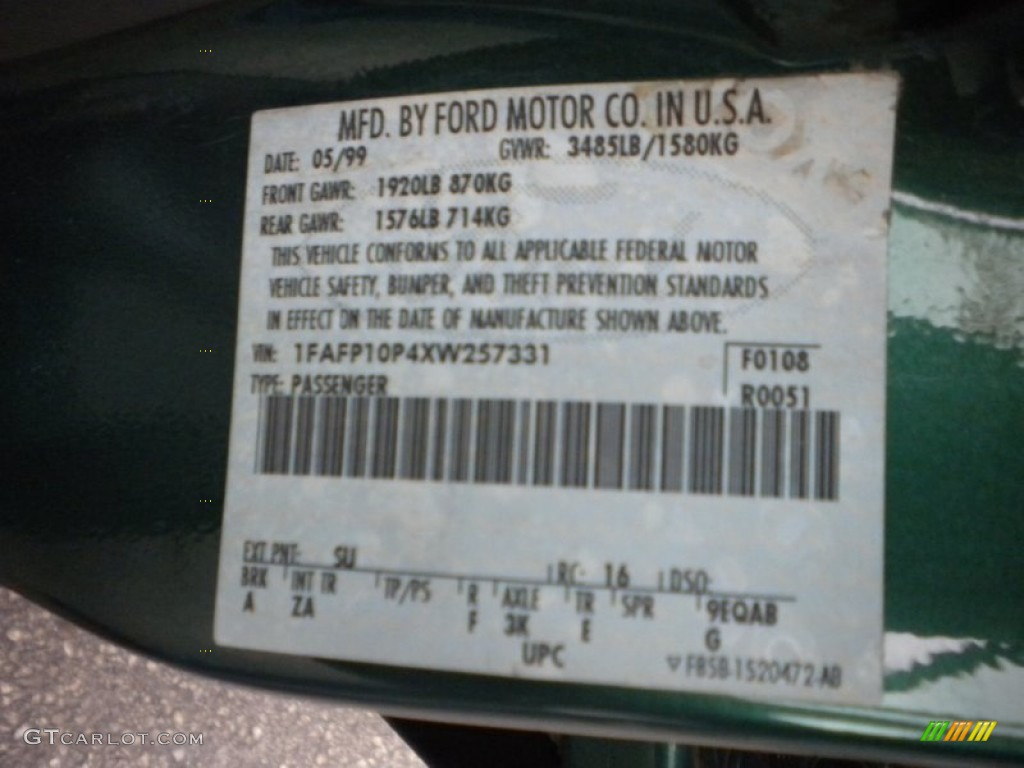 MFD. BY FORD MOTOR CO. IN U.S.A.
DATE: 05/99 GVWR: 3485LB/1580KG
FRONT GAWR: 1920LB 870KG
REAR GAWR: 1576LB 714KG
THIS VEHICLE CONFORMS TO ALL APPLICABLE FEDERAL MOTOR
VEHICLE SAFETY, BUMPER, AND THEFT PREVENTION STANDARDS
IN EFFECT ON THE DATE OF MANUFACTURE SHOWN ABOVE.
VIN: 1FAFP10P4XW257331 F0108
TYPE: PASSENGER R0051
EXT PNT: SU RC: 16 DSO:
BRK INT TR TP/PS R AXLE TR SPR 9EQAB
A ZA F 3K E G
UPC ▽ F85B-1520472-AB
GTcarlot.com